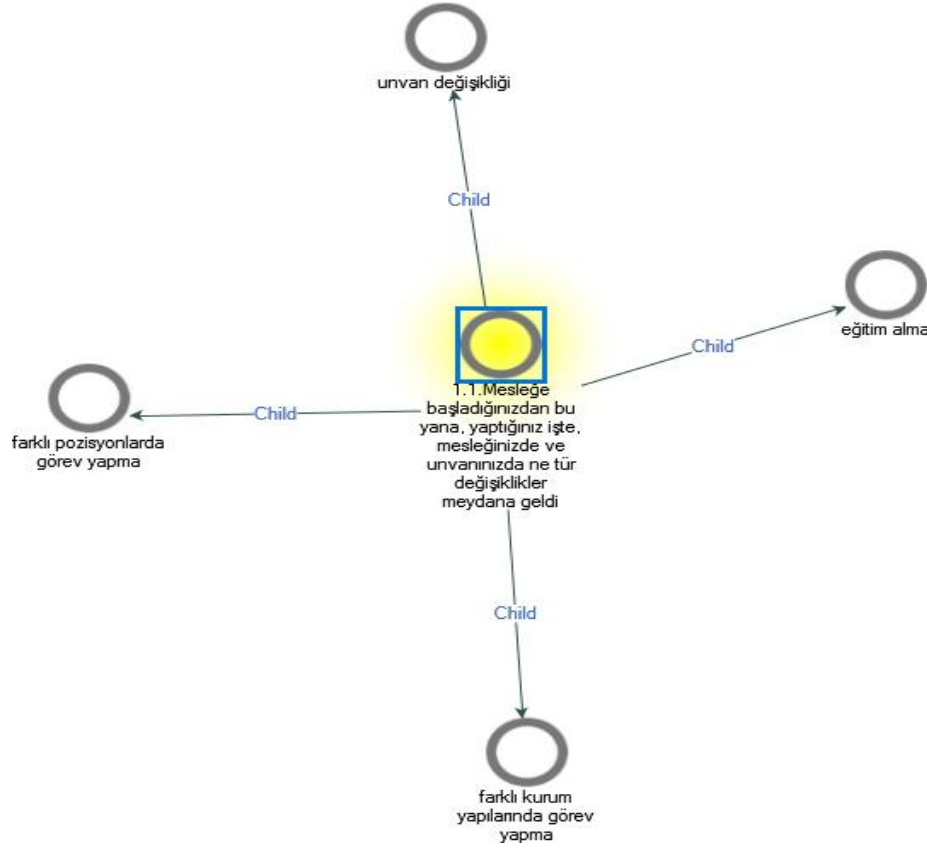 unvan değişikliği
Child
eğitim alma
Child
1.1.Mesleğe
başladığınızdan bu
yana, yaptığınız işte,
mesleğinizde ve
unvanınızda ne tür
değişiklikler
meydana geldi
Child
farklı pozisyonlarda
görev yapma
Child
farklı kurum
yapılarında görev
yapma